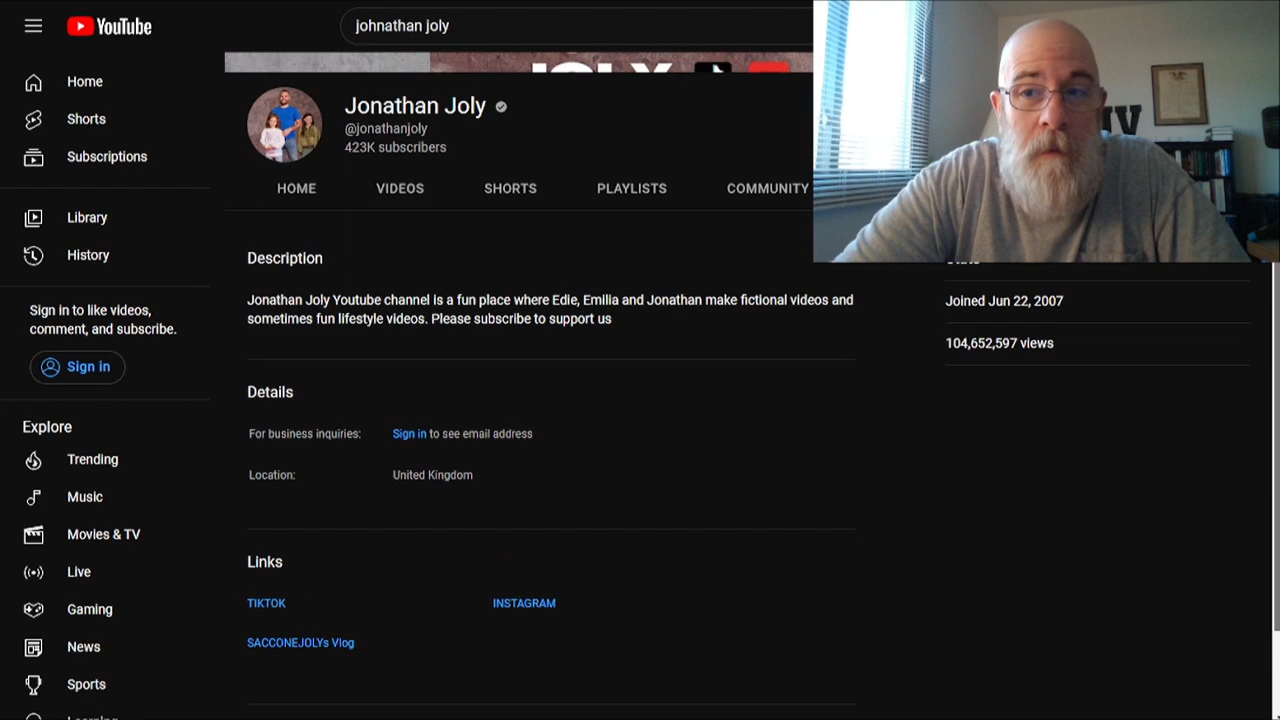 YouTube
johnathan joly
Home
Shorts
Subscriptions
Library
History
Sign in to like videos,
comment, and subscribe.
Sign in
Explore
Trending
Music
Movies & TV
Live
Gaming
News
Sports
JOLY
Jonathan Joly
@jonathanjoly
423K subscribers
HOME VIDEOS SHORTS PLAYLISTS COMMUNITY
Description
Jonathan Joly Youtube channel is a fun place where Edie, Emilia and Jonathan make fictional videos and
sometimes fun lifestyle videos. Please subscribe to support us
Details
For business inquiries: Sign in to see email address
Location: United Kingdom
Links
TIKTOK INSTAGRAM
SACCONEJOLYs Vlog
Joined Jun 22, 2007
104,652,597 views